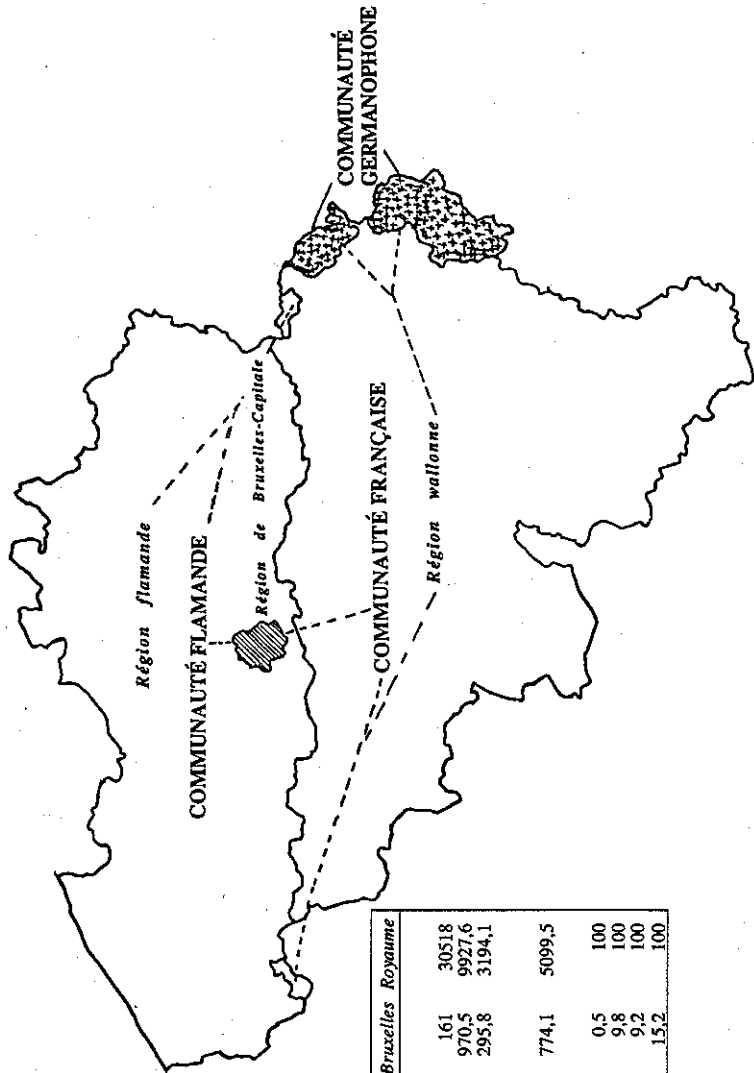 Région flamande
COMMUNAUTÉ FLAMANDE
Région de Bruxelles-Capitale
COMMUNAUTÉ
GERMANOPHONE
COMMUNAUTÉ FRANÇAISE
Région wallonne
Bruxelles Royaume
161 30518
970,5 9927,6
295,8 3194,1
774,1 5099,5
0,5 100
9,8 100
9,2 100
15,2 100